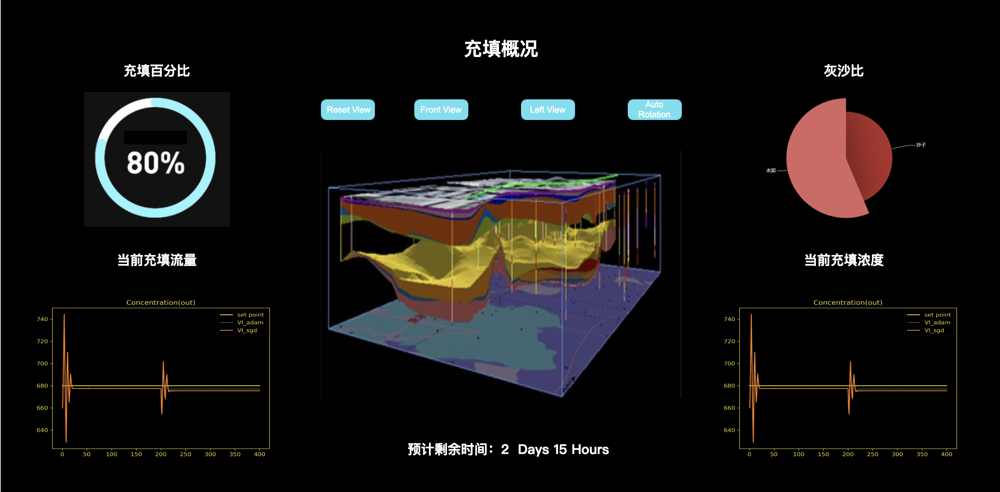 充填概况
充填百分比
80%
当前充填流量
Concentration(out)
set point
VI_adam
VI_sgd
740
720
700
680
660
640
0 50 100 150 200 250 300 350 400
Reset View
Front View
Left View
Auto
Rotation
预计剩余时间：2 Days 15 Hours
灰沙比
沙子
水泥
当前充填浓度
Concentration(out)
set point
VI_adam
VI_sgd
740
720
700
680
660
640
0 50 100 150 200 250 300 350 400